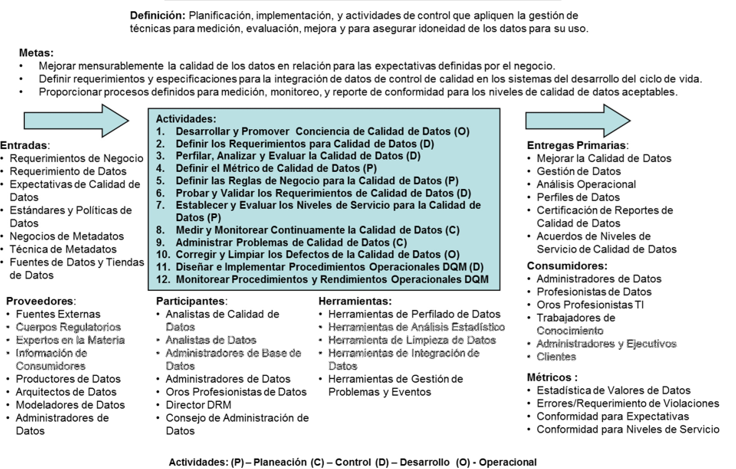 Definición: Planificación, implementación, y actividades de control que apliquen la gestión de
técnicas para medición, evaluación, mejora y para asegurar idoneidad de los datos para su uso.
Metas:
• Mejorar mensurablemente la calidad de los datos en relación para las expectativas definidas por el negocio.
• Definir requerimientos y especificaciones para la integración de datos de control de calidad en los sistemas del desarrollo del ciclo de vida.
• Proporcionar procesos definidos para medición, monitoreo, y reporte de conformidad para los niveles de calidad de datos aceptables.
Entradas:
• Requerimientos de Negocio
• Requerimiento de Datos
• Expectativas de Calidad de
Datos
• Estándares y Políticas de
Datos
• Negocios de Metadatos
• Técnica de Metadatos
• Fuentes de Datos y Tiendas
de Datos
Actividades:
1. Desarrollar y Promover Conciencia de Calidad de Datos (O)
2. Definir los Requerimientos para Calidad de Datos (D)
3. Perfilar, Analizar y Evaluar la Calidad de Datos (D)
4. Definir el Métrico de Calidad de Datos (P)
5. Definir las Reglas de Negocio para la Calidad de Datos (P)
6. Probar y Validar los Requerimientos de Calidad de Datos (D)
7. Establecer y Evaluar los Niveles de Servicio para la Calidad de
Datos (P)
8. Medir y Monitorear Continuamente la Calidad de Datos (C)
9. Administrar Problemas de Calidad de Datos (C)
10. Corregir y Limpiar los Defectos de la Calidad de Datos (O)
11. Diseñar e Implementar Procedimientos Operacionales DQM (D)
12. Monitorear Procedimientos y Rendimientos Operacionales DQM
Entregas Primarias:
• Mejorar la Calidad de Datos
• Gestión de Datos
• Análisis Operacional
• Perfiles de Datos
• Certificación de Reportes de
Calidad de Datos
• Acuerdos de Niveles de
Servicio de Calidad de Datos
Consumidores:
• Administradores de Datos
• Profesionistas de Datos
• Oros Profesionistas TI
• Trabajadores de
Conocimiento
• Administradores y Ejecutivos
• Clientes
Métricos :
• Estadística de Valores de Datos
• Errores/Requerimiento de Violaciones
• Conformidad para Expectativas
• Conformidad para Niveles de Servicio
Proveedores:
• Fuentes Externas
• Cuerpos Regulatorios
• Expertos en la Materia
• Información de
Consumidores
• Productores de Datos
• Arquitectos de Datos
• Modeladores de Datos
• Administradores de
Datos
Participantes:
• Analistas de Calidad de
Datos
• Analistas de Datos
• Administradores de Base de
Datos
• Administradores de Datos
• Oros Profesionistas de Datos
• Director DRM
• Consejo de Administración de
Datos
Herramientas:
• Herramientas de Perfilado de Datos
• Herramientas de Análisis Estadístico
• Herramienta de Limpieza de Datos
• Herramientas de Integración de
Datos
• Herramientas de Gestión de
Problemas y Eventos
Actividades: (P) – Planeación (C) – Control (D) – Desarrollo (O) - Operacional